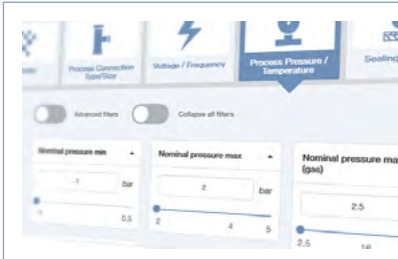 Process Connection
Type/Size
Voltage / Frequency
Process Pressure /
Temperature
Sealing
Advanced filters
Collapse all filters
Nominal pressure min
-1
bar
-1
0.5
Nominal pressure max
2
bar
2
4
5
Nominal pressure ma
(gas)
2.5
2.5
16